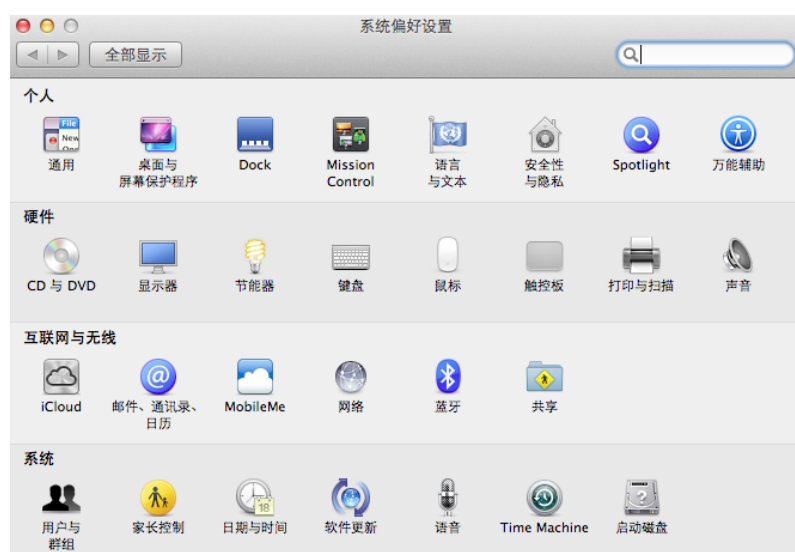 系统偏好设置
全部显示
个人
File
New
通用
桌面与
屏幕保护程序
Dock
Mission
Control
语言
与文本
安全性
与隐私
Spotlight
万能辅助
硬件
CD 与 DVD
显示器
节能器
键盘
鼠标
触控板
打印与扫描
声音
互联网与无线
iCloud
邮件、通讯录、
日历
MobileMe
网络
蓝牙
共享
系统
用户与
群组
家长控制
18
日期与时间
软件更新
语音
Time Machine
?
启动磁盘